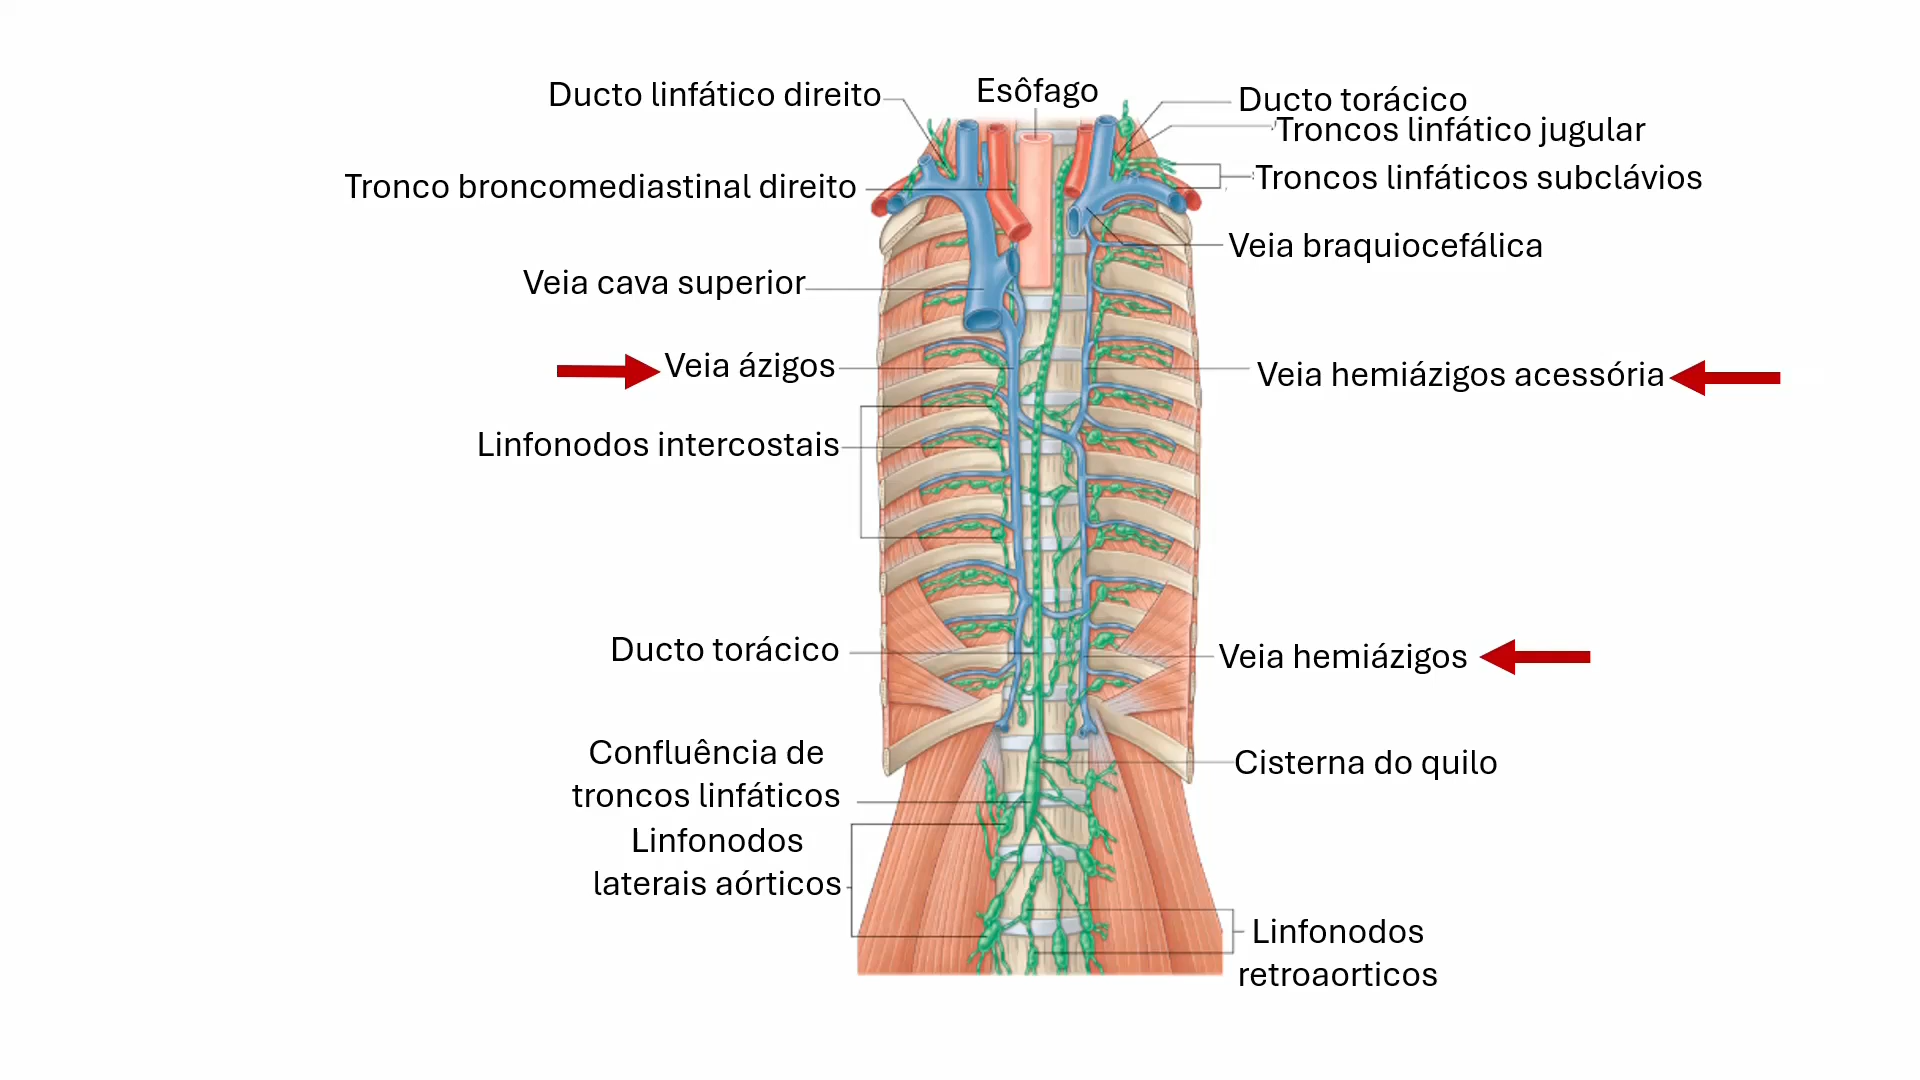 Ducto linfático direito
Esôfago
Ducto torácico
Troncos linfático jugular
Tronco broncomediastinal direito
Troncos linfáticos subclávios
Veia braquiocefálica
Veia cava superior
Veia ázigos
Veia hemiázigos acessória
Linfonodos intercostais
Ducto torácico
Veia hemiázigos
Confluência de
troncos linfáticos
Cisterna do quilo
Linfonodos
laterais aórticos
Linfonodos
retroaorticos